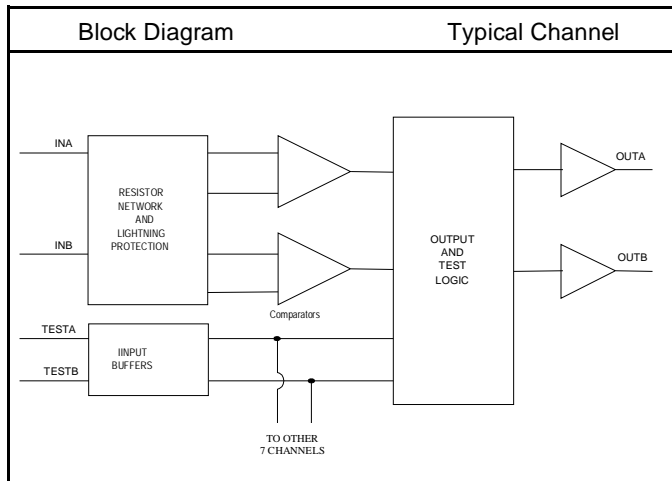 Block Diagram
Typical Channel
INA
INB
RESISTOR
NETWORK
AND
LIGHTNING
PROTECTION
Comparators
TESTA
TESTB
IINPUT
BUFFERS
TO OTHER
7 CHANNELS
OUTPUT
AND
TEST
LOGIC
OUTA
OUTB